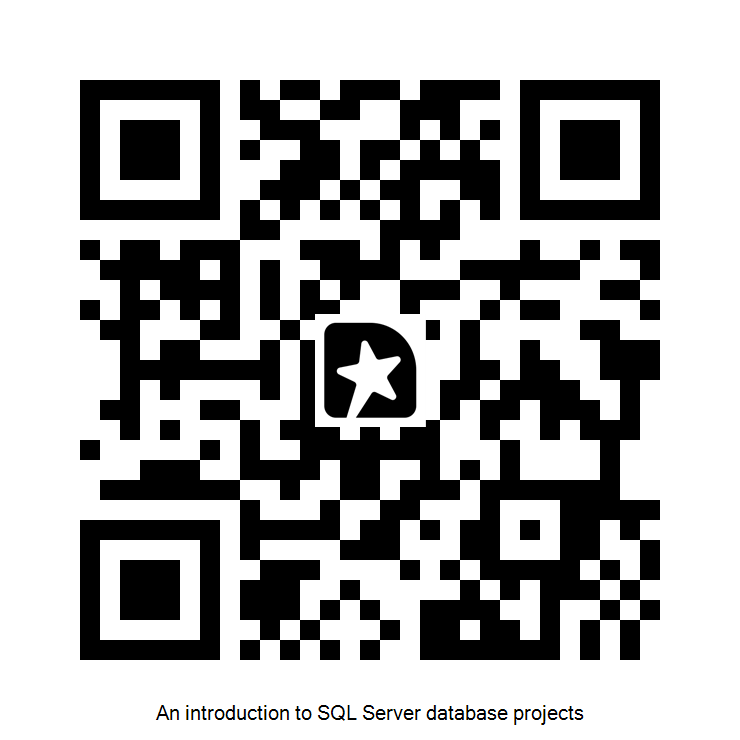 An introduction to SQL Server database projects